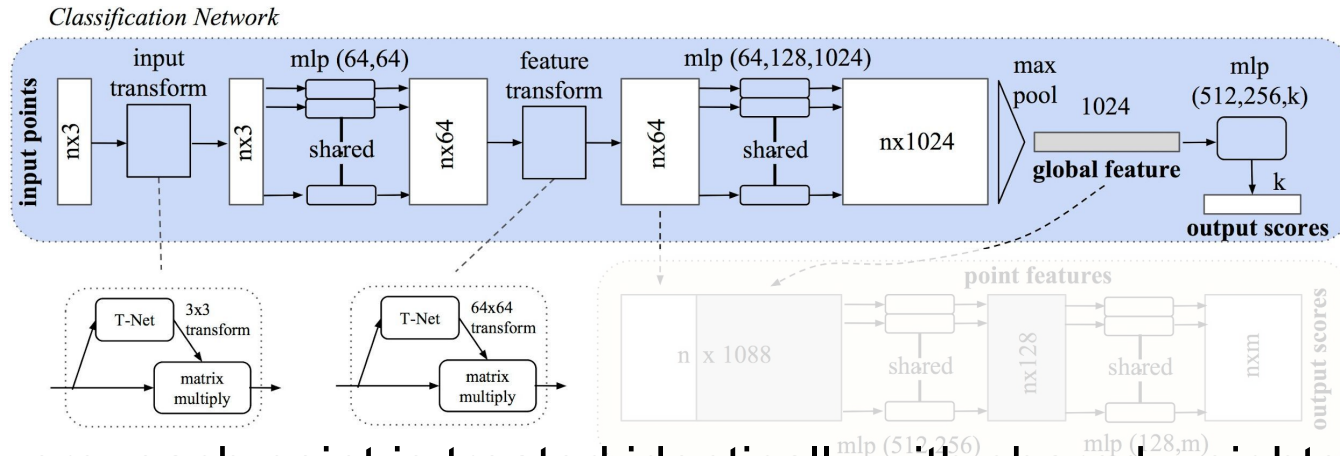 Classification Network
input points
nx3
input
transform
nx3
mlp (64,64)
shared
nx64
feature
transform
nx64
mlp (64,128,1024)
shared
nx1024
max
pool
1024
global feature
mlp
(512,256,k)
k
output scores
T-Net
3x3
transform
matrix
multiply
T-Net
64x64
transform
matrix
multiply
point features
n x 1088
shared
mlp (512,256)
nx128
shared
mlp (128,m)
nxm
output scores